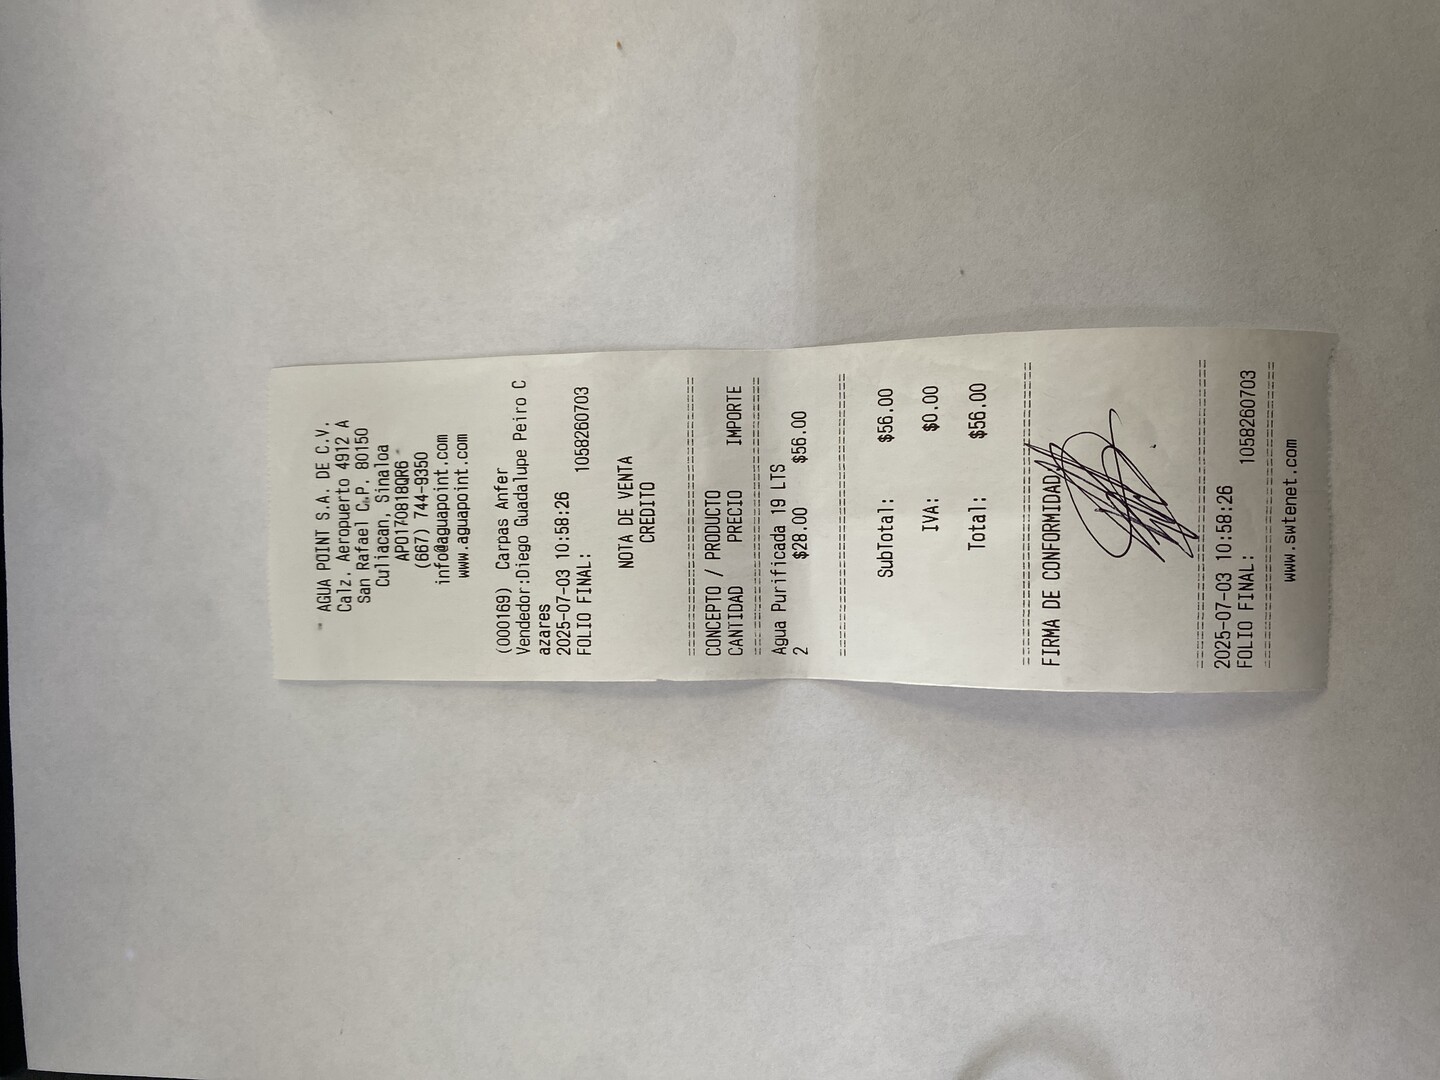 AGUA POINT S.A. DE C.V.
Calz. Aeropuerto 4912 A
San Rafael C.P. 80150
Culiacan, Sinaloa
APO170818QR6
(667) 744-9350
info@aguapoint.com
www.aguapoint.com
(000169) Carpas Anfer
Vendedor:Diego Guadalupe Peiro C
azares
2025-07-03 10:58:26
FOLIO FINAL: 1058260703
NOTA DE VENTA
CREDITO
================================
CONCEPTO / PRODUCTO
CANTIDAD PRECIO IMPORTE
================================
Agua Purificada 19 LTS
2 $28.00 $56.00
================================
SubTotal: $56.00
IVA: $0.00
Total: $56.00
================================
FIRMA DE CONFORMIDAD
================================
2025-07-03 10:58:26
FOLIO FINAL: 1058260703
================================
www.swtenet.com